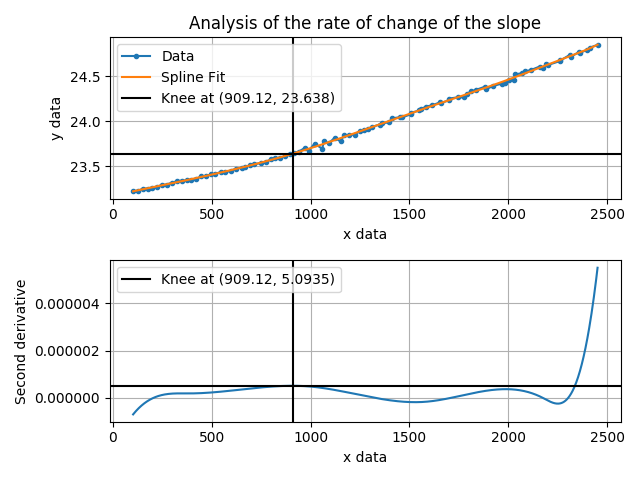 Analysis of the rate of change of the slope
Data
Spline Fit
Knee at (909.12, 23.638)
y data
24.5
24.0
23.5
0 500 1000 1500 2000 2500
x data
Knee at (909.12, 5.0935)
Second derivative
0.000004
0.000002
0.000000
0 500 1000 1500 2000 2500
x data